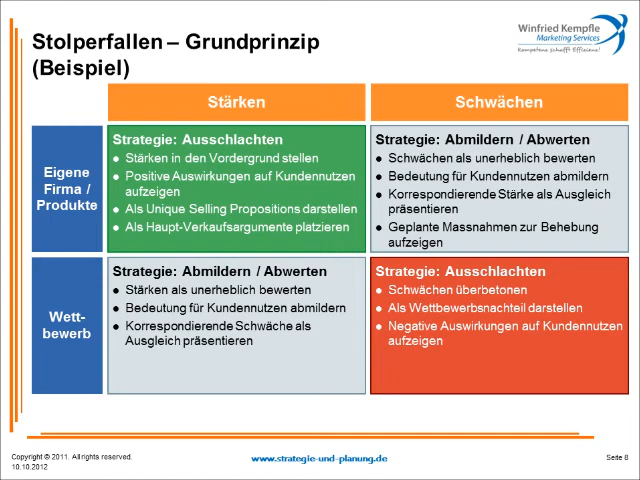 Stolperfallen – Grundprinzip
(Beispiel)
Winfried Kempfle
Marketing Services
Kompetenz schafft Effizienz!
Stärken
Schwächen
Eigene
Firma /
Produkte
Strategie: Ausschlachten
● Stärken in den Vordergrund stellen
● Positive Auswirkungen auf Kundennutzen
aufzeigen
● Als Unique Selling Propositions darstellen
● Als Haupt-Verkaufsargumente platzieren
Strategie: Abmildern / Abwerten
● Schwächen als unerheblich bewerten
● Bedeutung für Kundennutzen abmildern
● Korrespondierende Stärke als Ausgleich
präsentieren
● Geplante Massnahmen zur Behebung
aufzeigen
Wett-
bewerb
Strategie: Abmildern / Abwerten
● Stärken als unerheblich bewerten
● Bedeutung für Kundennutzen abmildern
● Korrespondierende Schwäche als
Ausgleich präsentieren
Strategie: Ausschlachten
● Schwächen überbetonen
● Als Wettbewerbsnachteil darstellen
● Negative Auswirkungen auf Kundennutzen
aufzeigen
Copyright © 2011. All rights reserved.
10.10.2012
www.strategie-und-planung.de
Seite 8